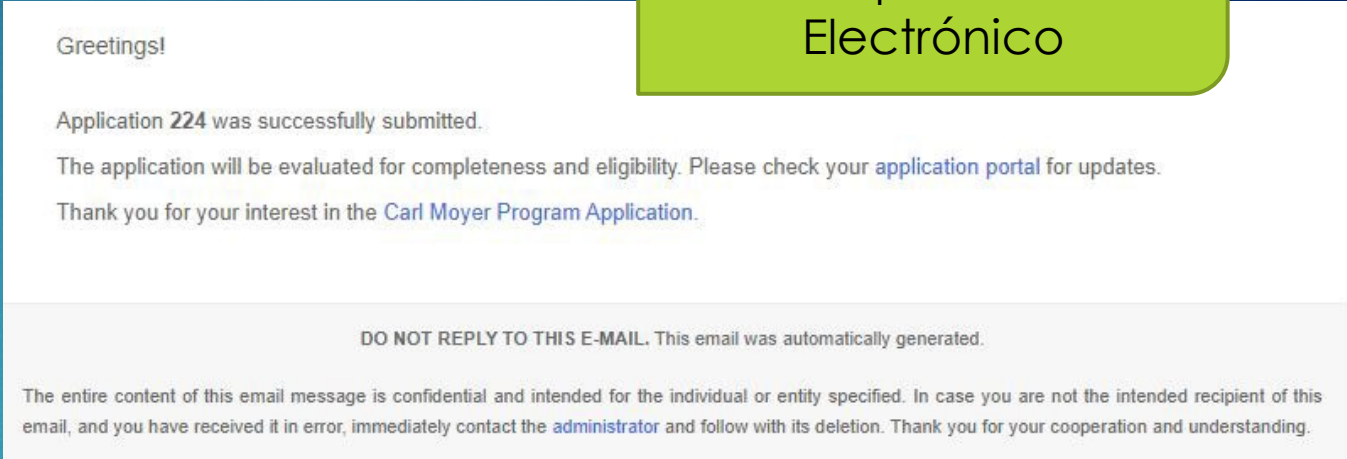 Electrónico
Greetings!
Application 224 was successfully submitted.
The application will be evaluated for completeness and eligibility. Please check your application portal for updates.
Thank you for your interest in the Carl Moyer Program Application.
DO NOT REPLY TO THIS E-MAIL. This email was automatically generated.
The entire content of this email message is confidential and intended for the individual or entity specified. In case you are not the intended recipient of this
email, and you have received it in error, immediately contact the administrator and follow with its deletion. Thank you for your cooperation and understanding.